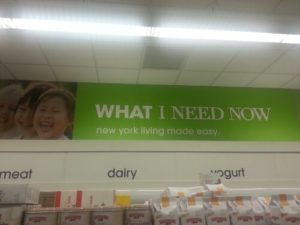 WHAT I NEED NOW
new york living made easy.
meat dairy yogurt